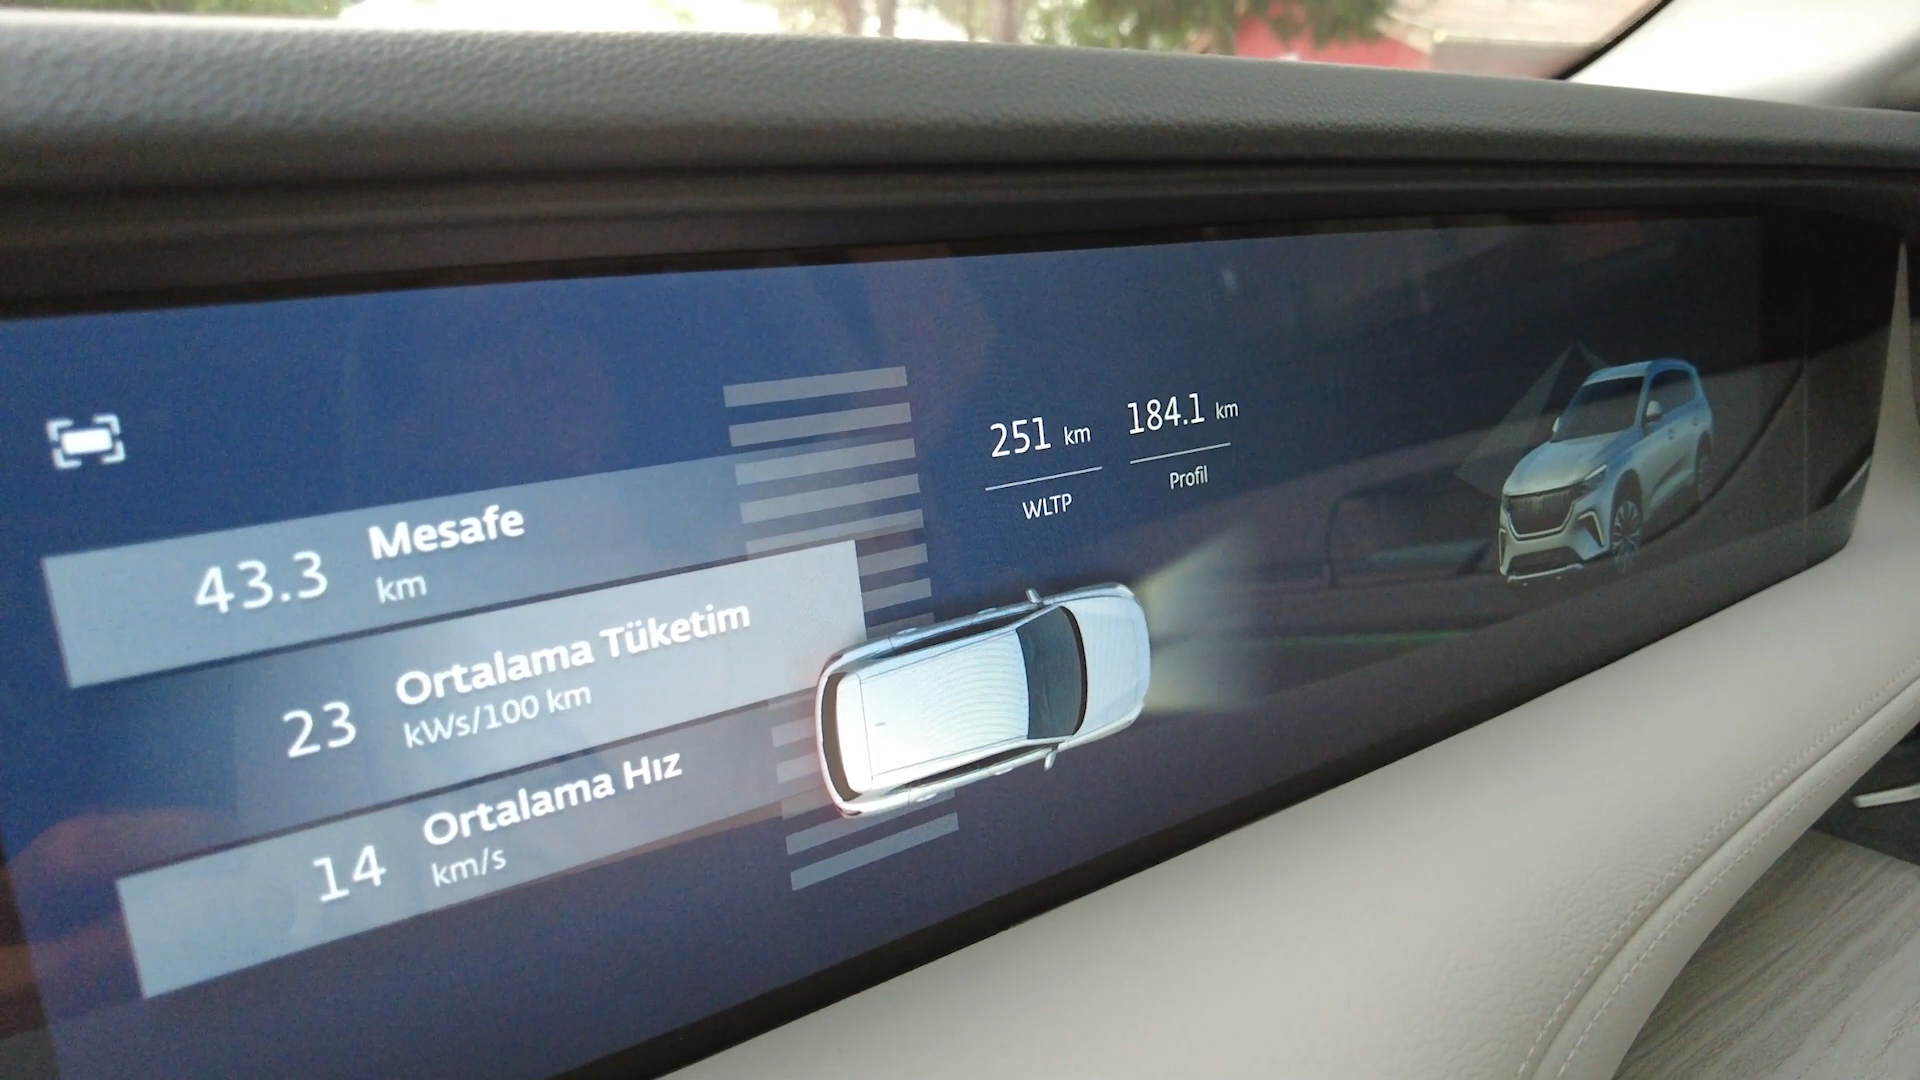 43.3 Mesafe
km
23 Ortalama Tüketim
kWs/100 km
14 Ortalama Hız
km/s
251 km
WLTP
184.1 km
Profil